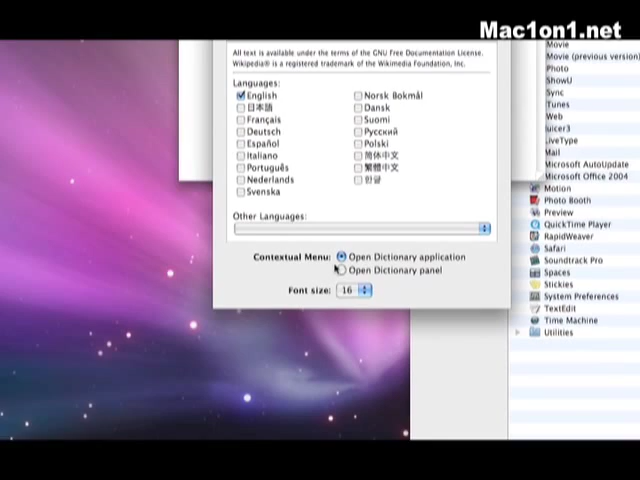 Mac1on1.net
All text is available under the terms of the GNU Free Documentation License.
Wikipedia® is a registered trademark of the Wikimedia Foundation, Inc.
Languages:
English
日本語
Français
Deutsch
Español
Italiano
Português
Nederlands
Svenska
Norsk Bokmål
Dansk
Suomi
Русский
Polski
简体中文
繁體中文
한글
Other Languages:
Contextual Menu: Open Dictionary application
Open Dictionary panel
Font size: 16
Movie
Movie (previous version)
Photo
ShowU
Sync
Tunes
Web
uicer3
LiveType
Mail
Microsoft AutoUpdate
Microsoft Office 2004
Motion
Photo Booth
Preview
QuickTime Player
RapidWeaver
Safari
Soundtrack Pro
Spaces
Stickies
System Preferences
TextEdit
Time Machine
Utilities